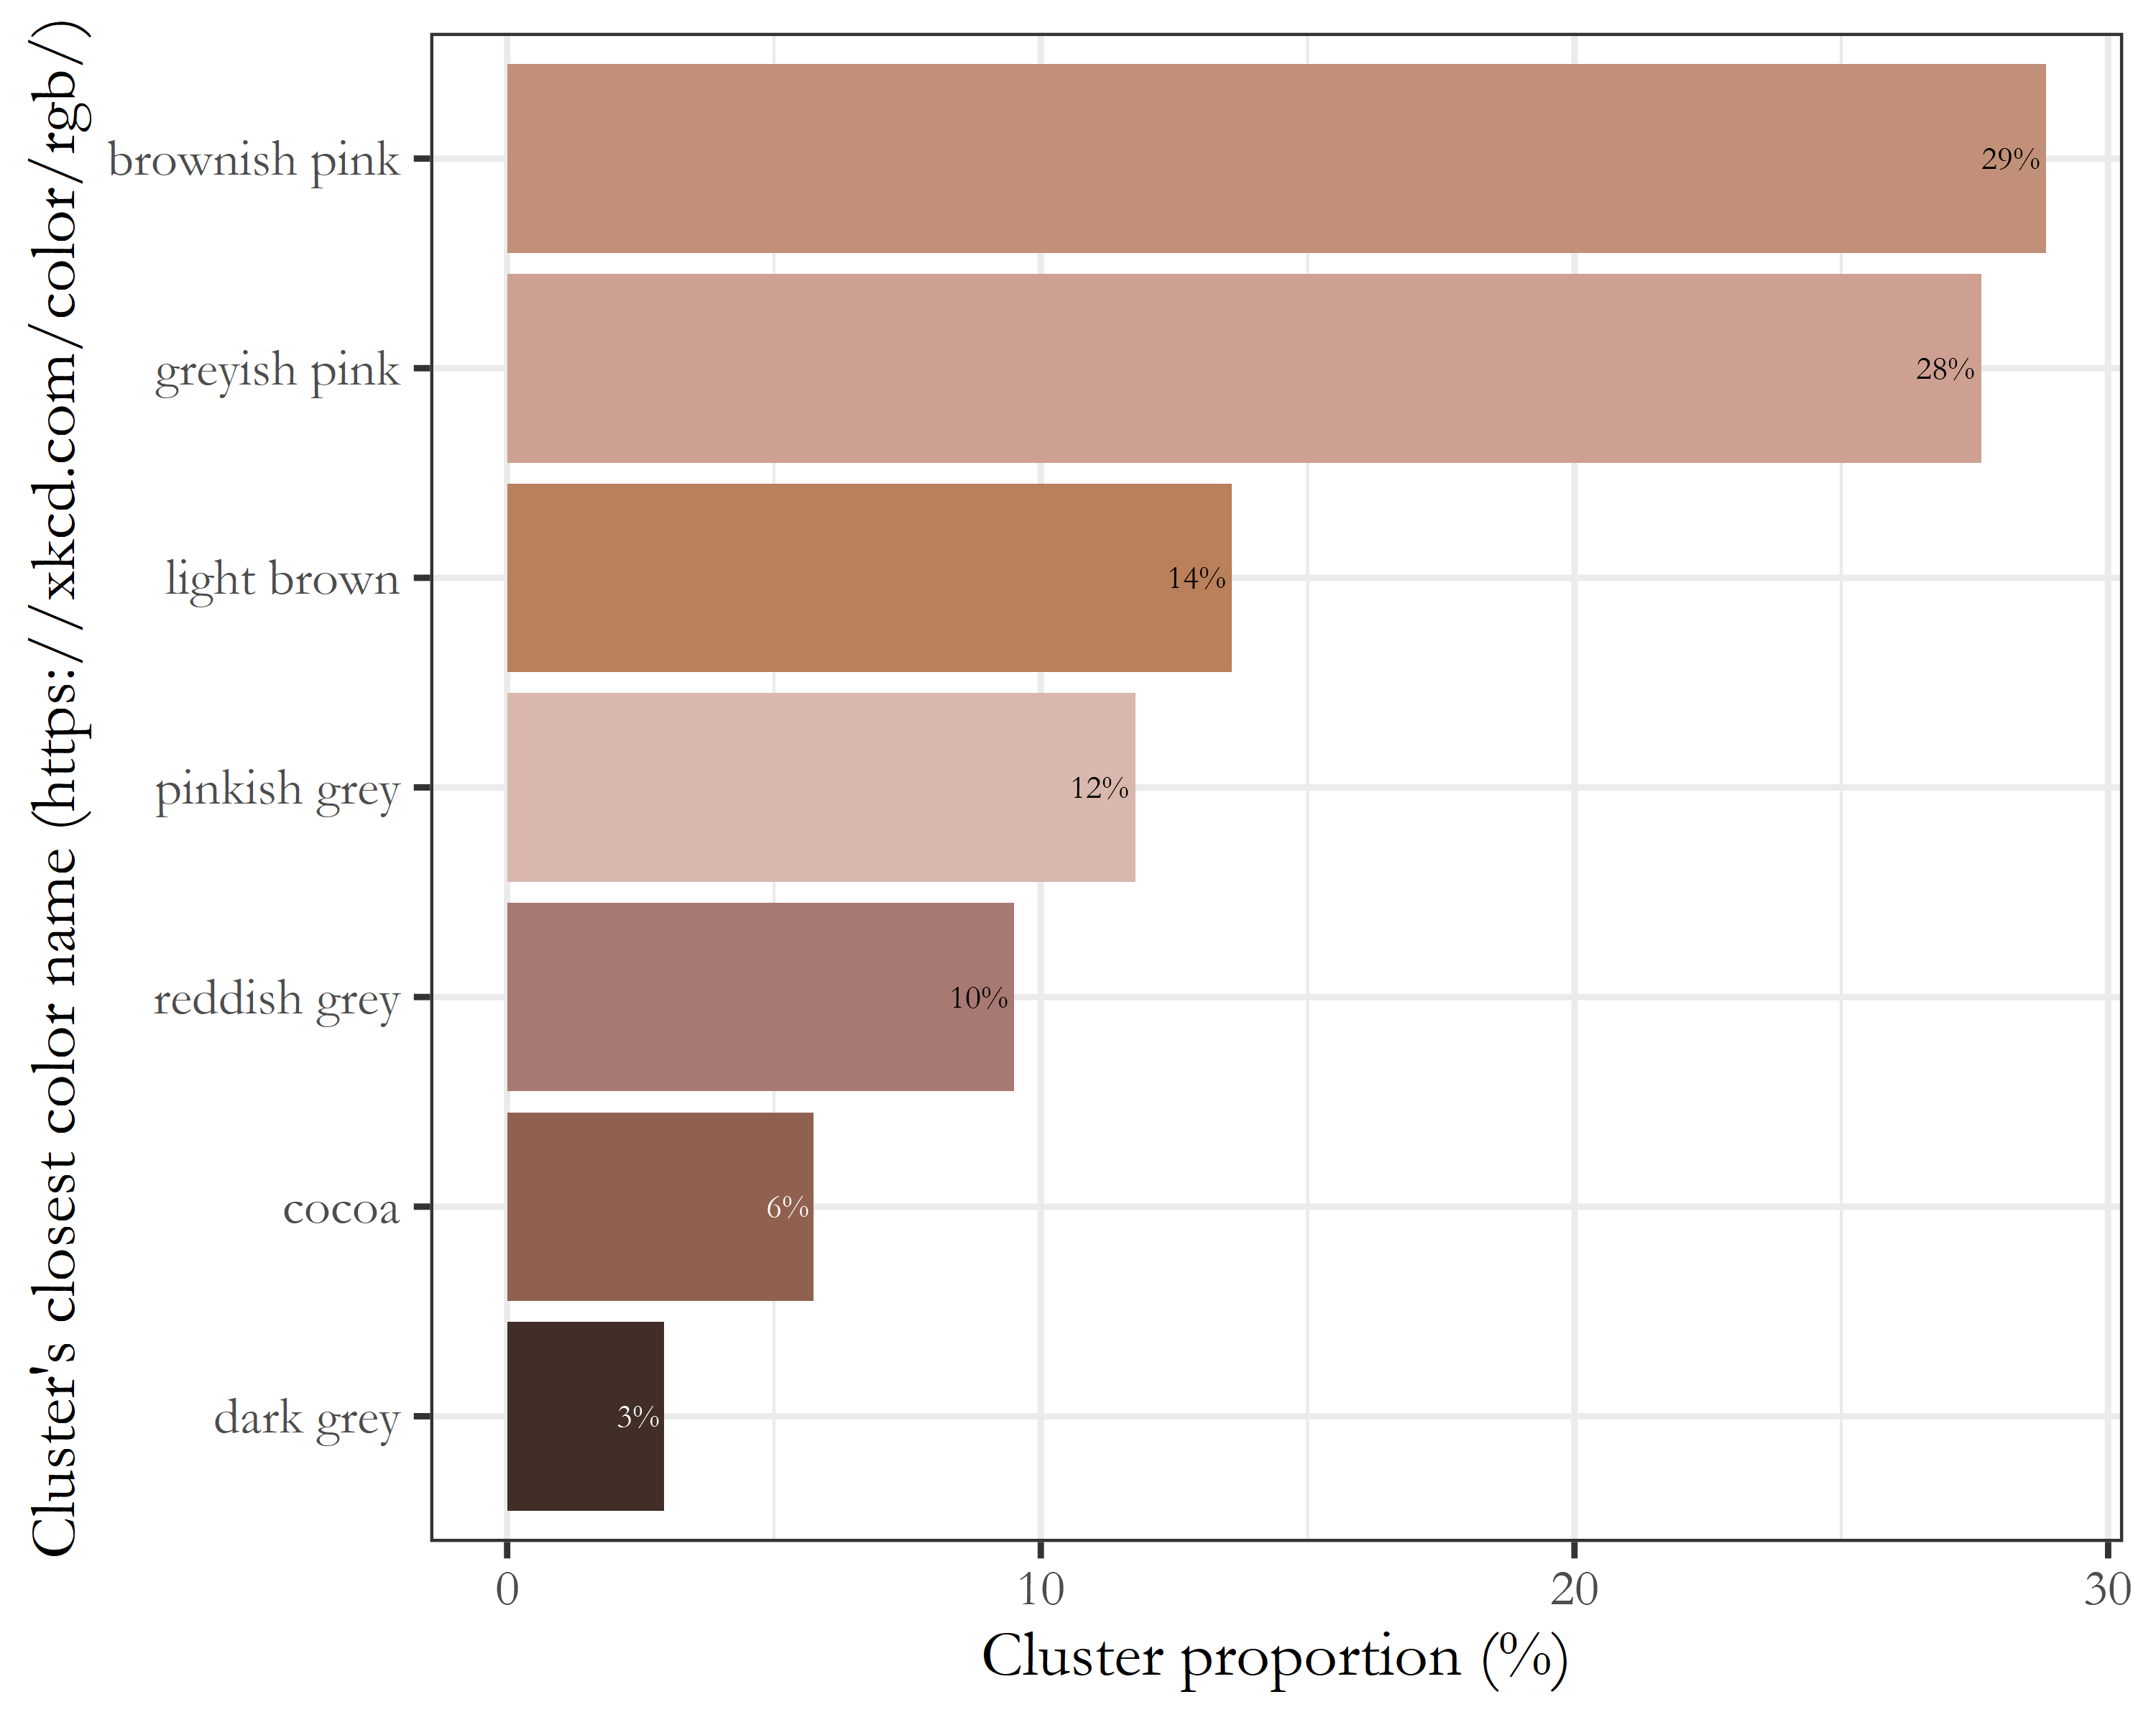 Cluster's closest color name (https://xkcd.com/color/rgb/)
brownish pink
29%
greyish pink
28%
light brown
14%
pinkish grey
12%
reddish grey
10%
cocoa
6%
dark grey
3%
0 10 20 30
Cluster proportion (%)